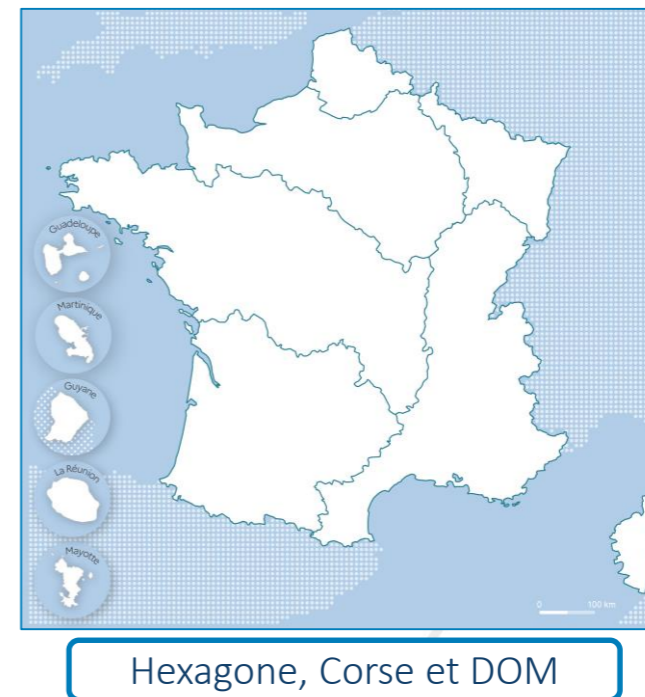 Guadeloupe
Martinique
Guyane
La Réunion
Mayotte
0 100 km
Hexagone, Corse et DOM